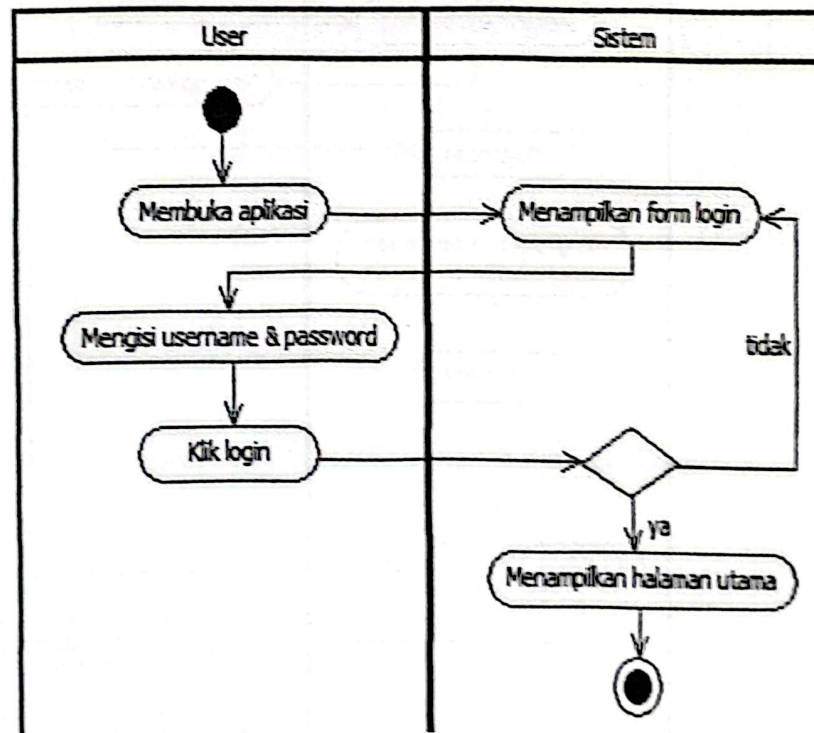 User
Sistem
Membuka aplikasi
Menampilkan form login
Mengisi username & password
tidak
Klik login
ya
Menampilkan halaman utama